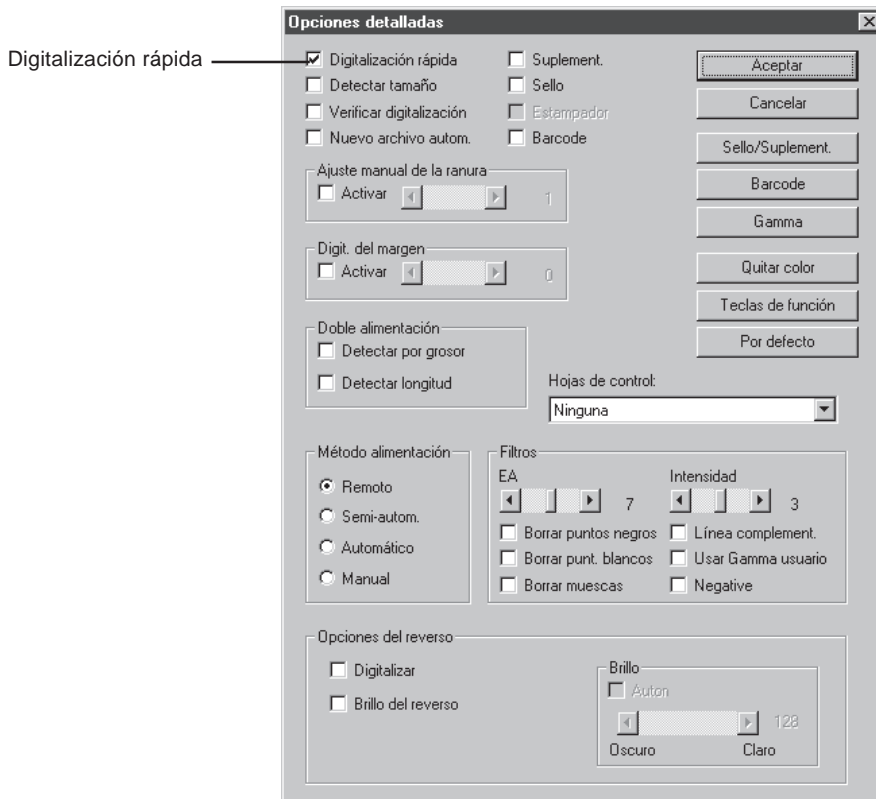 Opciones detalladas
Digitalización rápida
Digitalización rápida
Suplement.
Aceptar
Detectar tamaño
Sello
Verificar digitalización
Estampador
Cancelar
Nuevo archivo autom.
Barcode
Sello/Suplement.
Ajuste manual de la ranura
Activar
1
Barcode
Gamma
Digit. del margen
Activar
0
Quitar color
Teclas de función
Doble alimentación
Detectar por grosor
Por defecto
Detectar longitud
Hojas de control:
Ninguna
Método alimentación
Remoto
Semi-autom.
Automático
Manual
Filtros
EA
Intensidad
7
3
Borrar puntos negros
Línea complement.
Borrar punt. blancos
Usar Gamma usuario
Borrar muescas
Negative
Opciones del reverso
Digitalizar
Brillo del reverso
Brillo
Auton
128
Oscuro
Claro